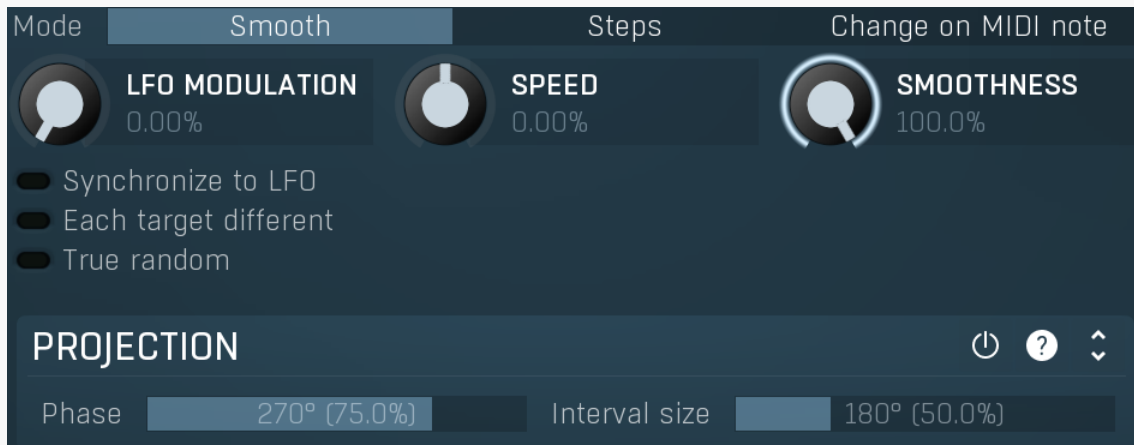 Mode Smooth Steps Change on MIDI note
LFO MODULATION SPEED SMOOTHNESS
0.00% 0.00% 100.0%
Synchronize to LFO
Each target different
True random
PROJECTION ?
Phase 270° (75.0%) Interval size 180° (50.0%)